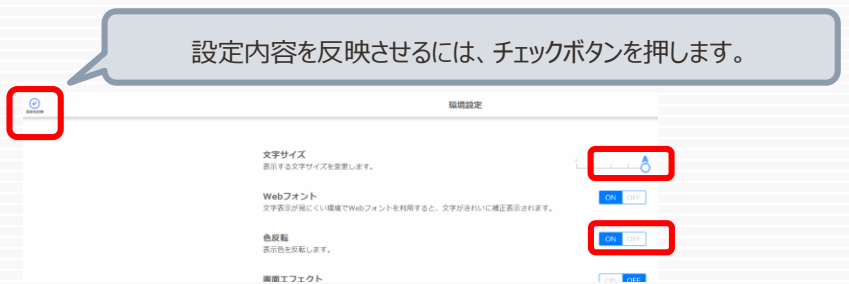 設定内容を反映させるには、チェックボタンを押します。
環境設定
文字サイズ
表示する文字サイズを変更します。
A
Webフォント
文字表示が見にくい環境でWebフォントを利用すると、文字がきれいに補正表示されます。
ON OFF
色反転
表示色を反転します。
ON OFF
画面エフェクト
ON OFF